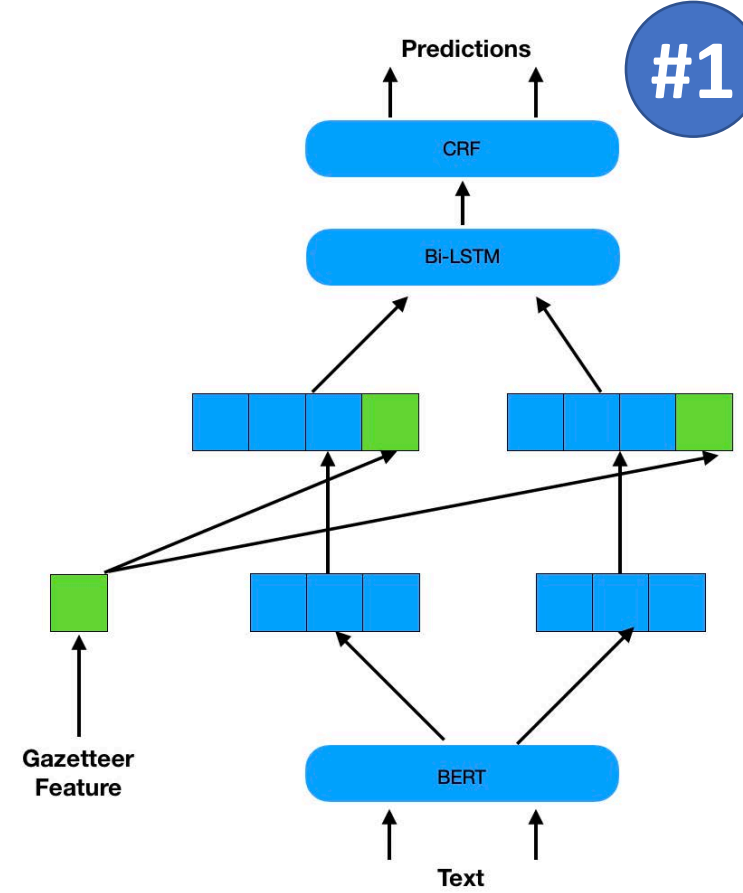 Predictions
#1
CRF
Bi-LSTM
Gazetteer
Feature
BERT
Text